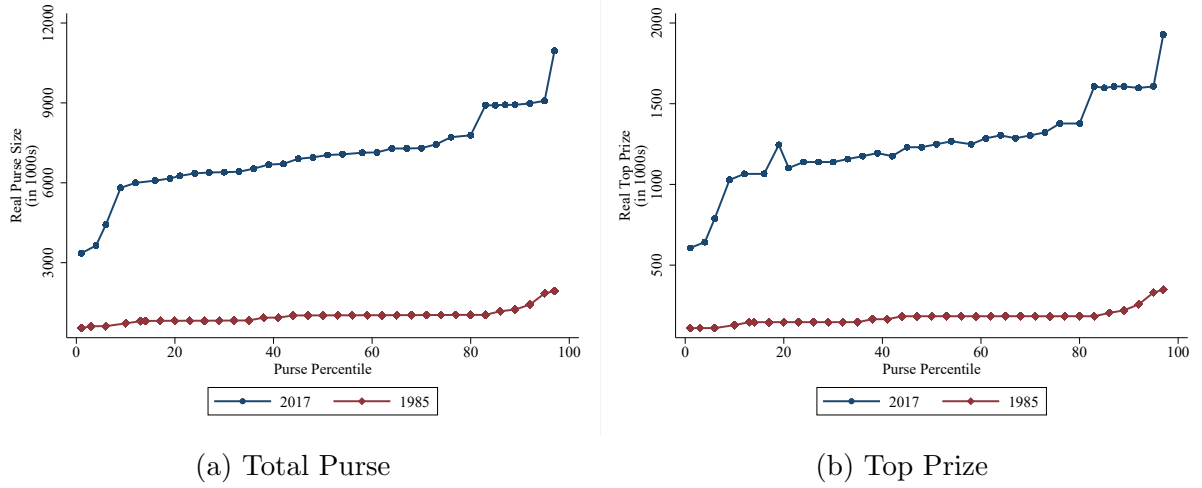 12000
9000
6000
3000
Real Purse Size
(in 1000s)
0 20 40 60 80 100
Purse Percentile
2017 1985
(a) Total Purse
2000
1500
1000
500
Real Top Prize
(in 1000s)
0 20 40 60 80 100
Purse Percentile
2017 1985
(b) Top Prize